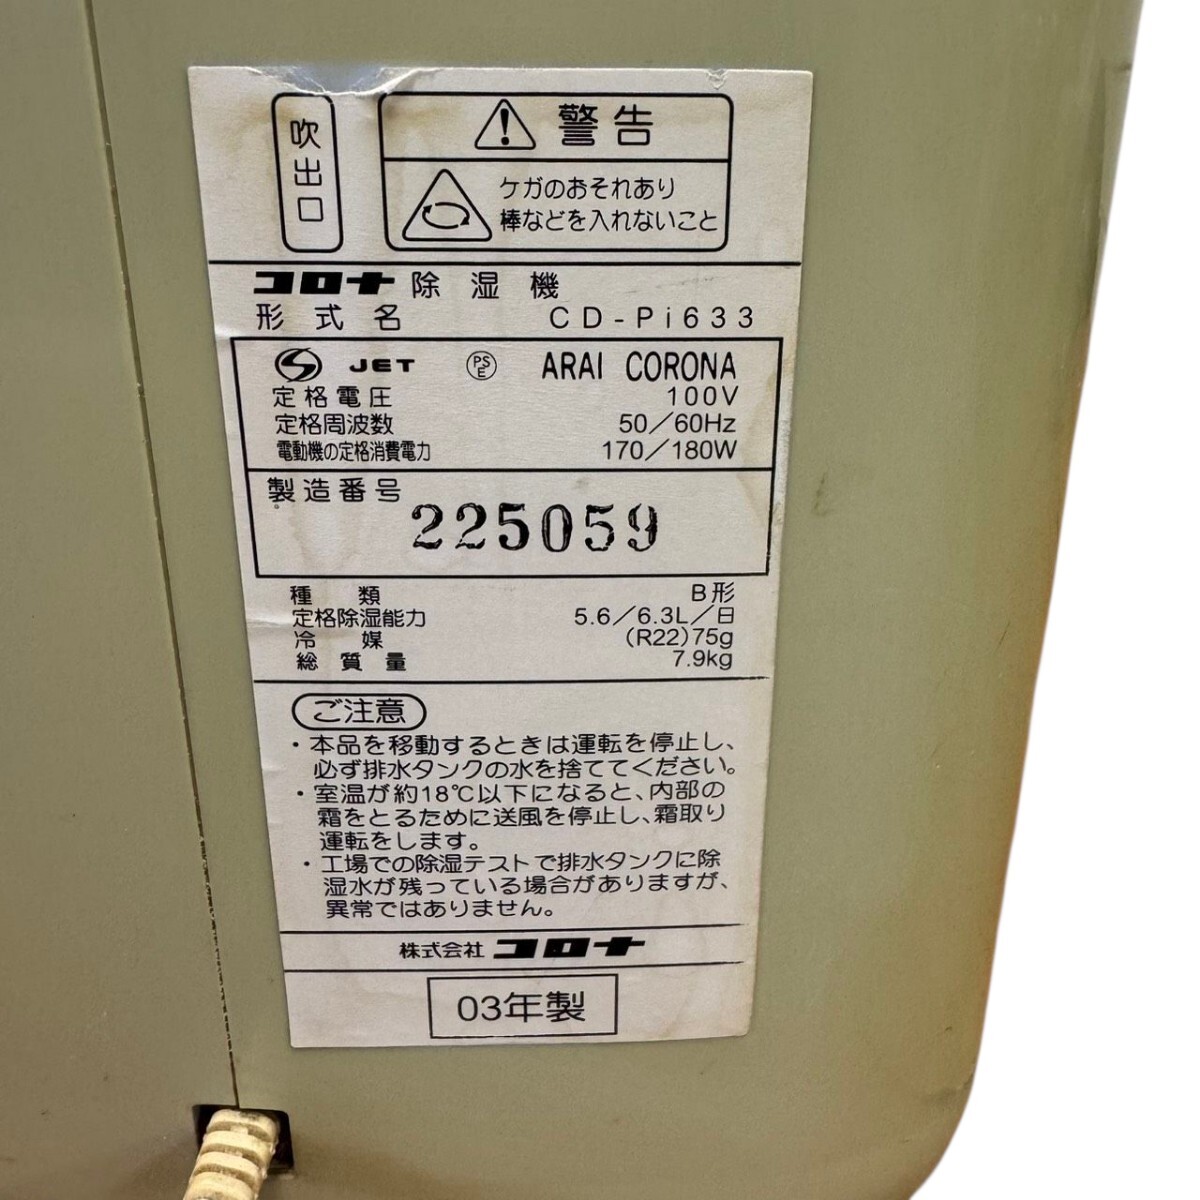 吹出口
警告
ケガのおそれあり
棒などを入れないこと
コロナ除湿機
形式名 CD-Pi633
JET PSE ARAI CORONA
定格電圧 100V
定格周波数 50/60Hz
電動機の定格消費電力 170/180W
製造番号
225059
種類 B形
定格除湿能力 5.6/6.3L/日
冷媒 (R22)75g
総質量 7.9kg
ご注意
・本品を移動するときは運転を停止し、
必ず排水タンクの水を捨ててください。
・室温が約18℃以下になると、内部の
霜をとるために送風を停止し、霜取り
運転をします。
・工場での除湿テストで排水タンクに除
湿水が残っている場合がありますが、
異常ではありません。
株式会社コロナ
03年製